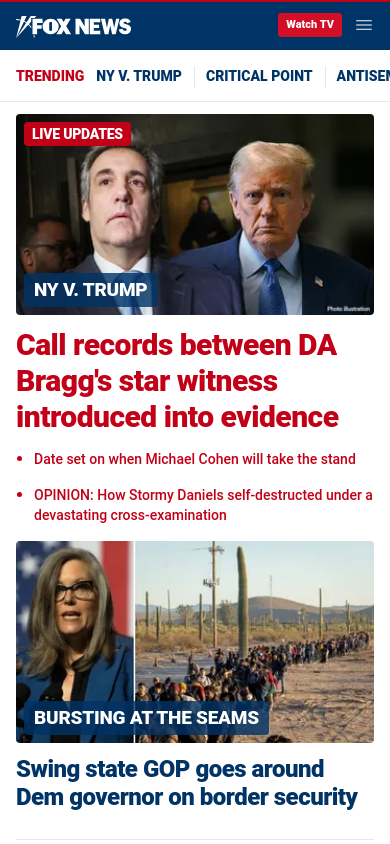 FOX NEWS
Watch TV
TRENDING NY V. TRUMP CRITICAL POINT ANTISEM
LIVE UPDATES
NY V. TRUMP
Photo illustration
Call records between DA
Bragg's star witness
introduced into evidence
Date set on when Michael Cohen will take the stand
OPINION: How Stormy Daniels self-destructed under a
devastating cross-examination
BURSTING AT THE SEAMS
Swing state GOP goes around
Dem governor on border security